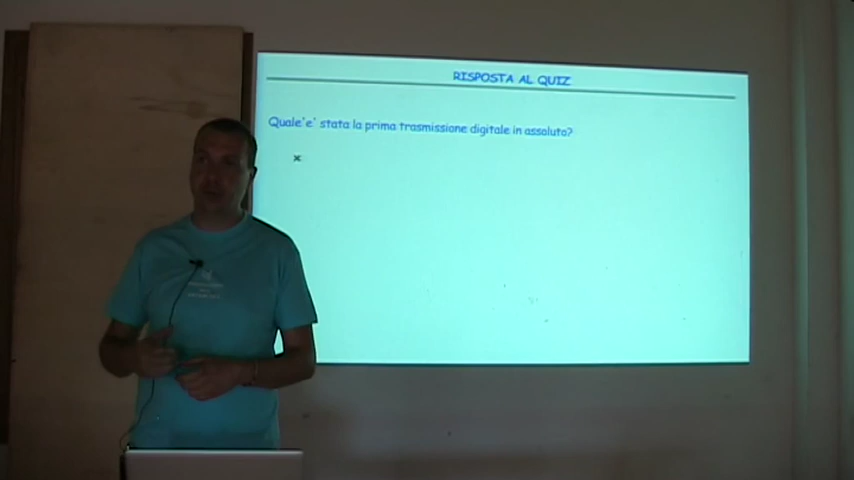 RISPOSTA AL QUIZ
Quale'e' stata la prima trasmissione digitale in assoluto?